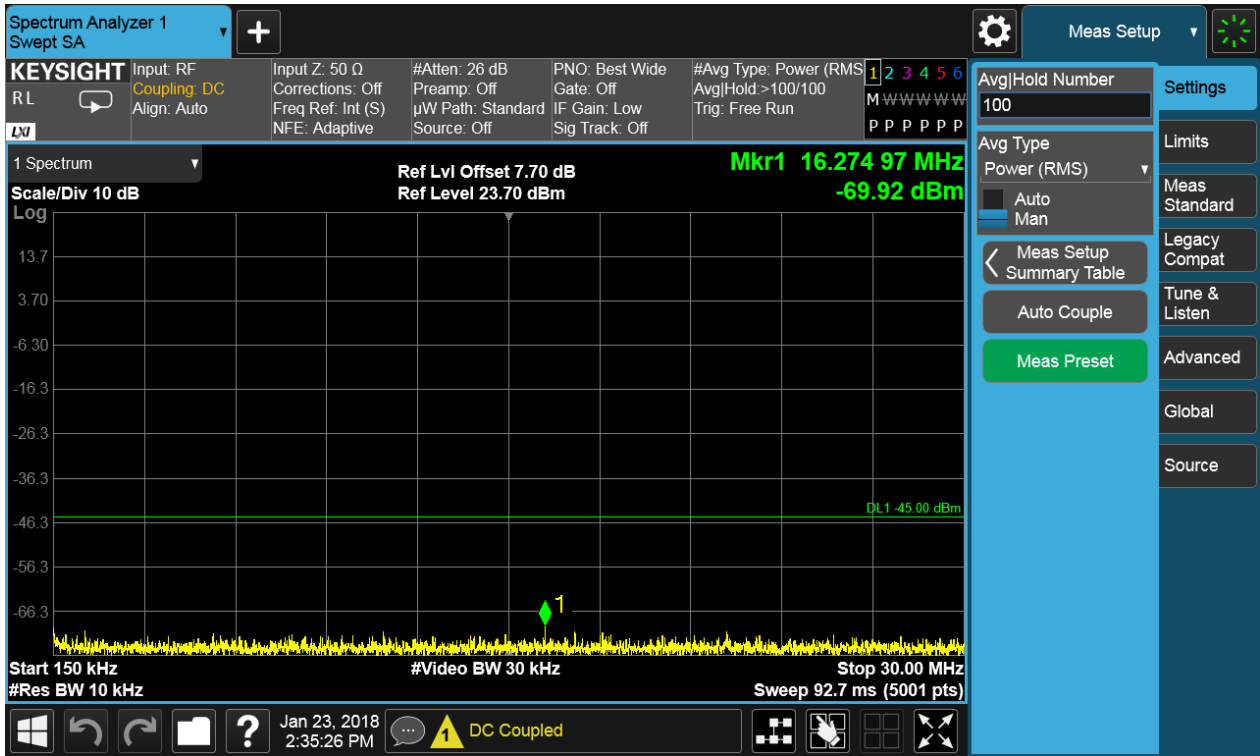 Spectrum Analyzer 1
Swept SA
+
Meas Setup
KEYSIGHT
RL
LXI
Input: RF
Coupling: DC
Align: Auto
Input Z: 50 Ω
Corrections: Off
Freq Ref: Int (S)
NFE: Adaptive
#Atten: 26 dB
Preamp: Off
µW Path: Standard
Source: Off
PNO: Best Wide
Gate: Off
IF Gain: Low
Sig Track: Off
#Avg Type: Power (RMS
Avg|Hold:>100/100
Trig: Free Run
1 2 3 4 5 6
M W W W W W
P P P P P P
1 Spectrum
Scale/Div 10 dB
Log
Ref Lvl Offset 7.70 dB
Ref Level 23.70 dBm
Mkr1 16.274 97 MHz
-69.92 dBm
13.7
3.70
-6.30
-16.3
-26.3
-36.3
-46.3
-56.3
-66.3
DL1 -45.00 dBm
1
Start 150 kHz
#Res BW 10 kHz
#Video BW 30 kHz
Stop 30.00 MHz
Sweep 92.7 ms (5001 pts)
Avg|Hold Number
100
Avg Type
Power (RMS)
Auto
Man
Meas Setup
Summary Table
Auto Couple
Meas Preset
Settings
Limits
Meas
Standard
Legacy
Compat
Tune &
Listen
Advanced
Global
Source
?
Jan 23, 2018
2:35:26 PM
1
DC Coupled